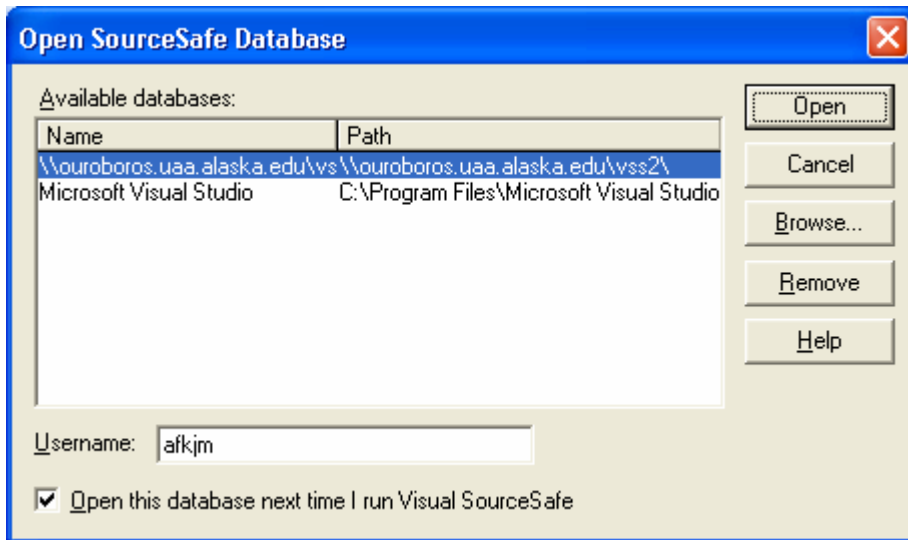 Open SourceSafe Database
Available databases:
Name Path
\\ouroboros.uaa.alaska.edu\vs \\ouroboros.uaa.alaska.edu\vss2\
Microsoft Visual Studio C:\Program Files\Microsoft Visual Studio
Open
Cancel
Browse...
Remove
Help
Username: afkjm
Open this database next time I run Visual SourceSafe